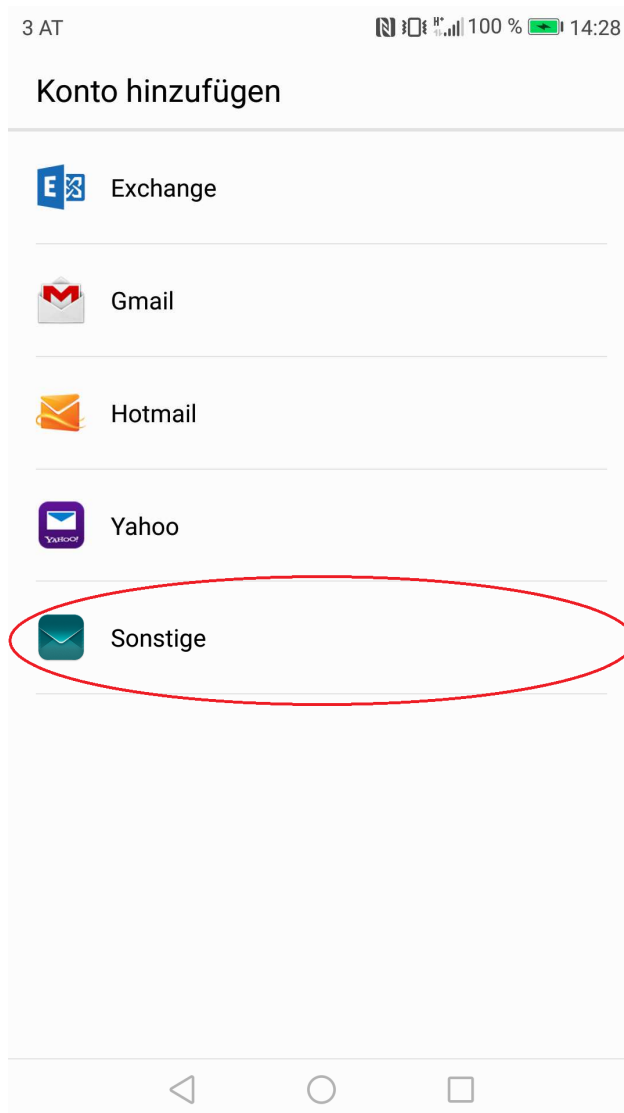 3 AT H+ 100 % 14:28
Konto hinzufügen
E Exchange
Gmail
Hotmail
YAHOO! Yahoo
Sonstige